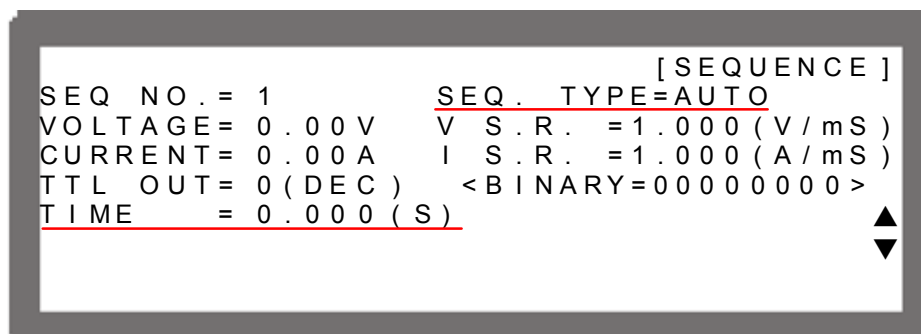 [SEQUENCE]
SEQ NO.= 1 SEQ. TYPE=AUTO
VOLTAGE= 0.00V V S.R. =1.000(V/mS)
CURRENT= 0.00A I S.R. =1.000(A/mS)
TTL OUT= 0(DEC) <BINARY=00000000>
TIME = 0.000(S)